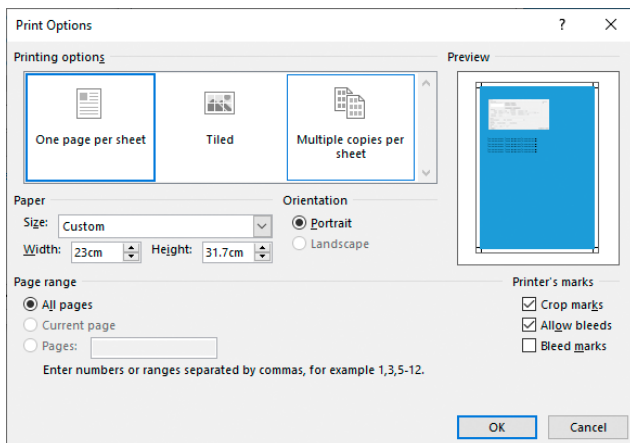 Print Options
Printing options
Preview
One page per sheet
Tiled
Multiple copies per
sheet
Paper
Orientation
Size: Custom
Portrait
Width: 23cm Height: 31.7cm
Landscape
Page range
Printer's marks
All pages
Crop marks
Current page
Allow bleeds
Pages:
Bleed marks
Enter numbers or ranges separated by commas, for example 1,3,5-12.
OK
Cancel